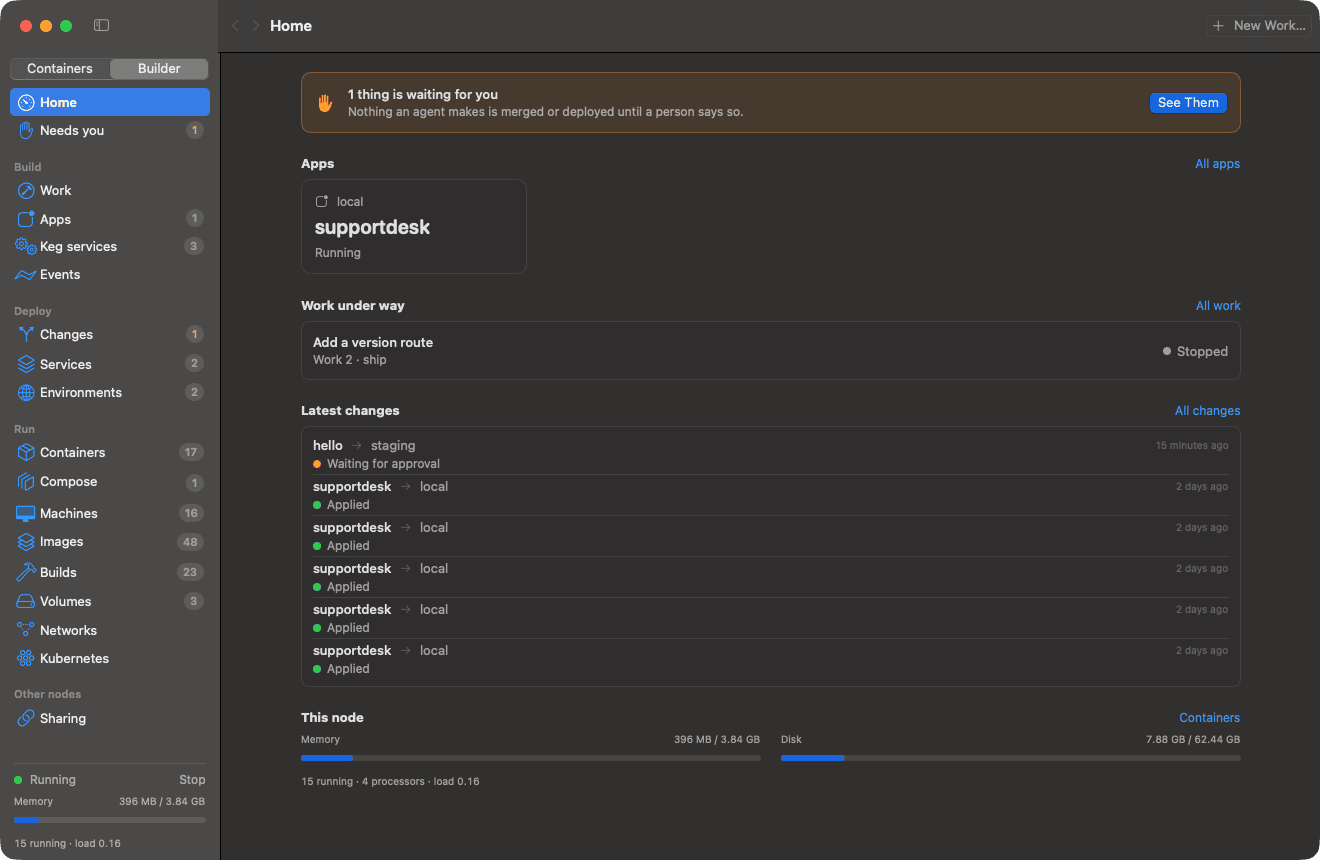 Home
New Work...
Containers
Builder
Home
Needs you
1
Build
Work
Apps
1
Keg services
3
Events
Deploy
Changes
1
Services
2
Environments
2
Run
Containers
17
Compose
1
Machines
16
Images
48
Builds
23
Volumes
3
Networks
Kubernetes
Other nodes
Sharing
Running
Stop
Memory
396 MB / 3.84 GB
15 running · load 0.16
1 thing is waiting for you
Nothing an agent makes is merged or deployed until a person says so.
See Them
Apps
All apps
local
supportdesk
Running
Work under way
All work
Add a version route
Work 2 · ship
Stopped
Latest changes
All changes
hello → staging
15 minutes ago
Waiting for approval
supportdesk → local
2 days ago
Applied
supportdesk → local
2 days ago
Applied
supportdesk → local
2 days ago
Applied
supportdesk → local
2 days ago
Applied
supportdesk → local
2 days ago
Applied
This node
Containers
Memory
396 MB / 3.84 GB
Disk
7.88 GB / 62.44 GB
15 running · 4 processors · load 0.16